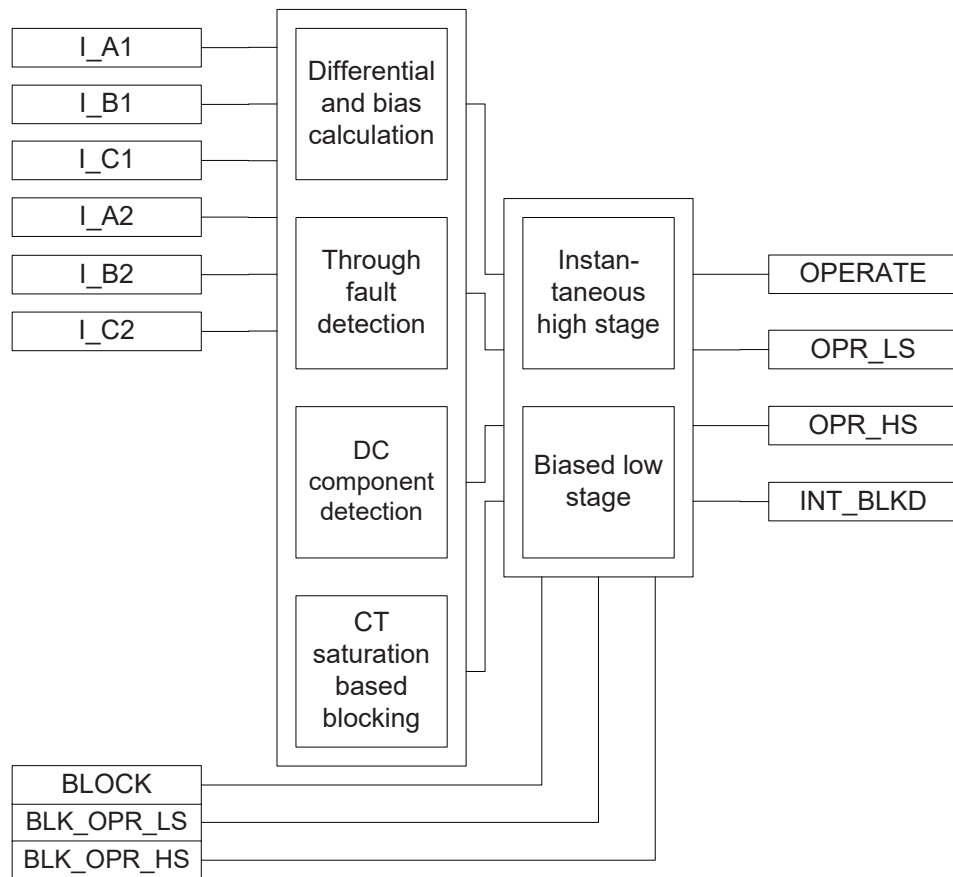 I_A1
I_B1
I_C1
I_A2
I_B2
I_C2
Differential
and bias
calculation
Through
fault
detection
DC
component
detection
CT
saturation
based
blocking
Instan-
taneous
high stage
Biased low
stage
OPERATE
OPR_LS
OPR_HS
INT_BLKD
BLOCK
BLK_OPR_LS
BLK_OPR_HS